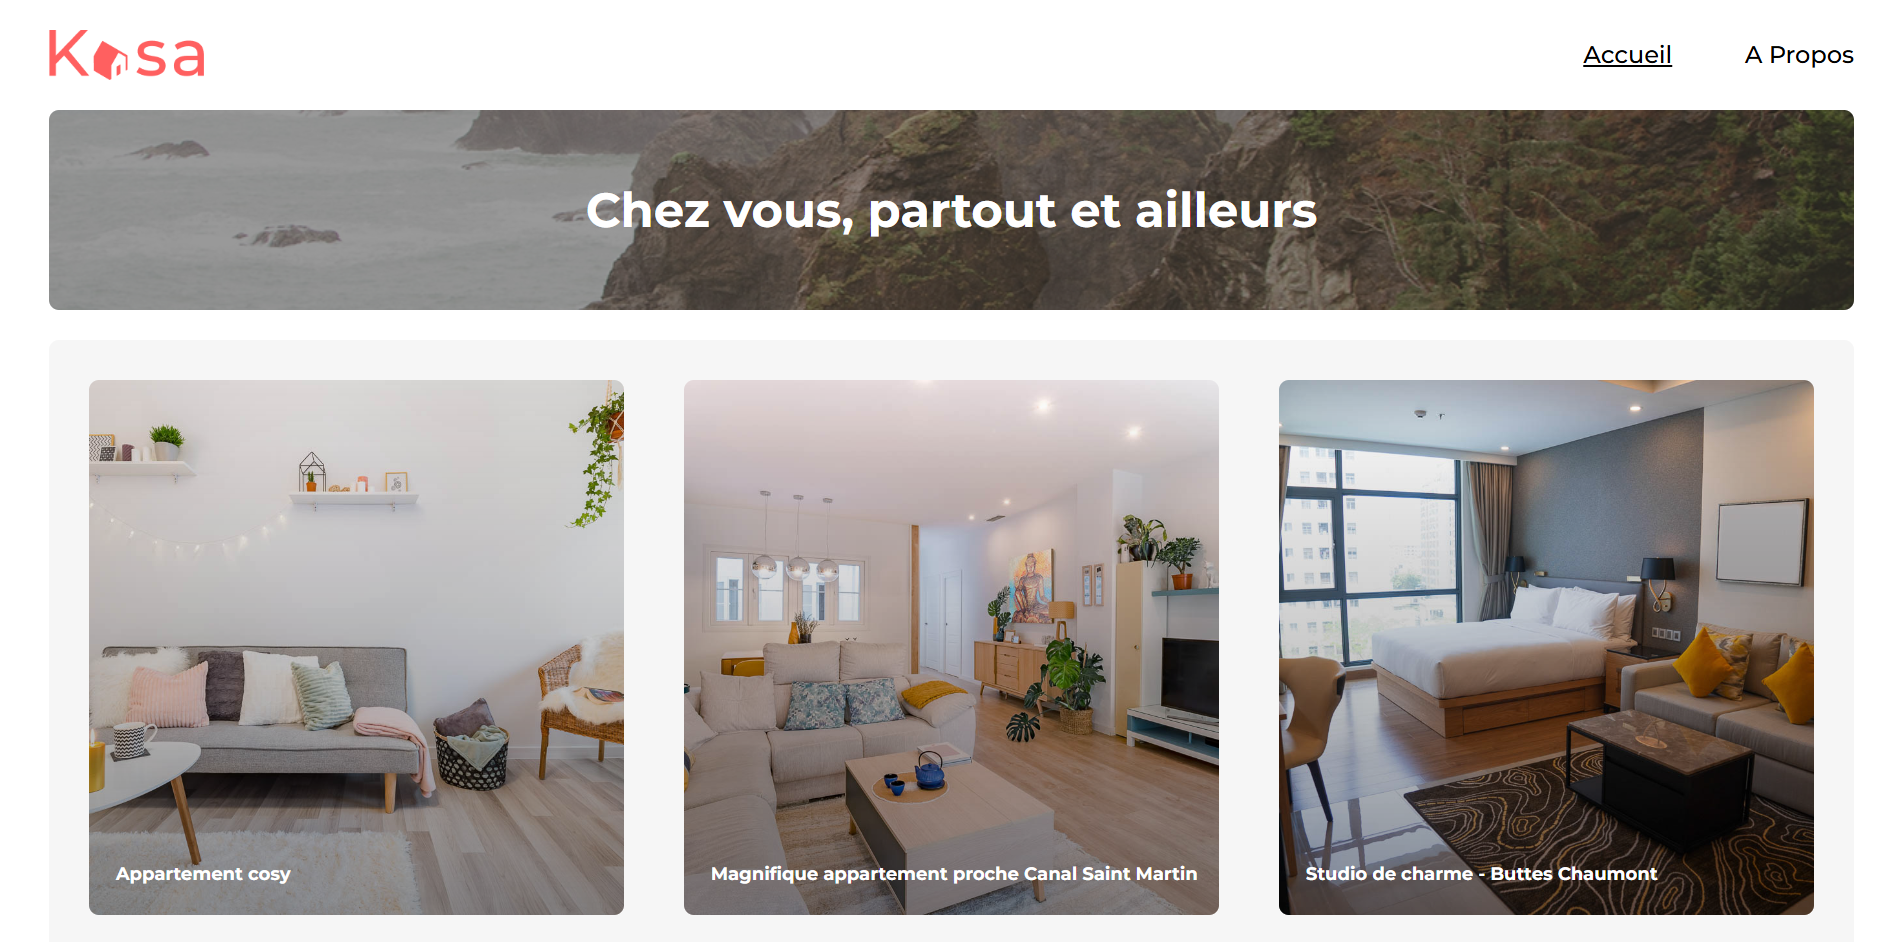 Kasa
Accueil
A Propos
Chez vous, partout et ailleurs
Appartement cosy
Magnifique appartement proche Canal Saint Martin
Studio de charme - Buttes Chaumont